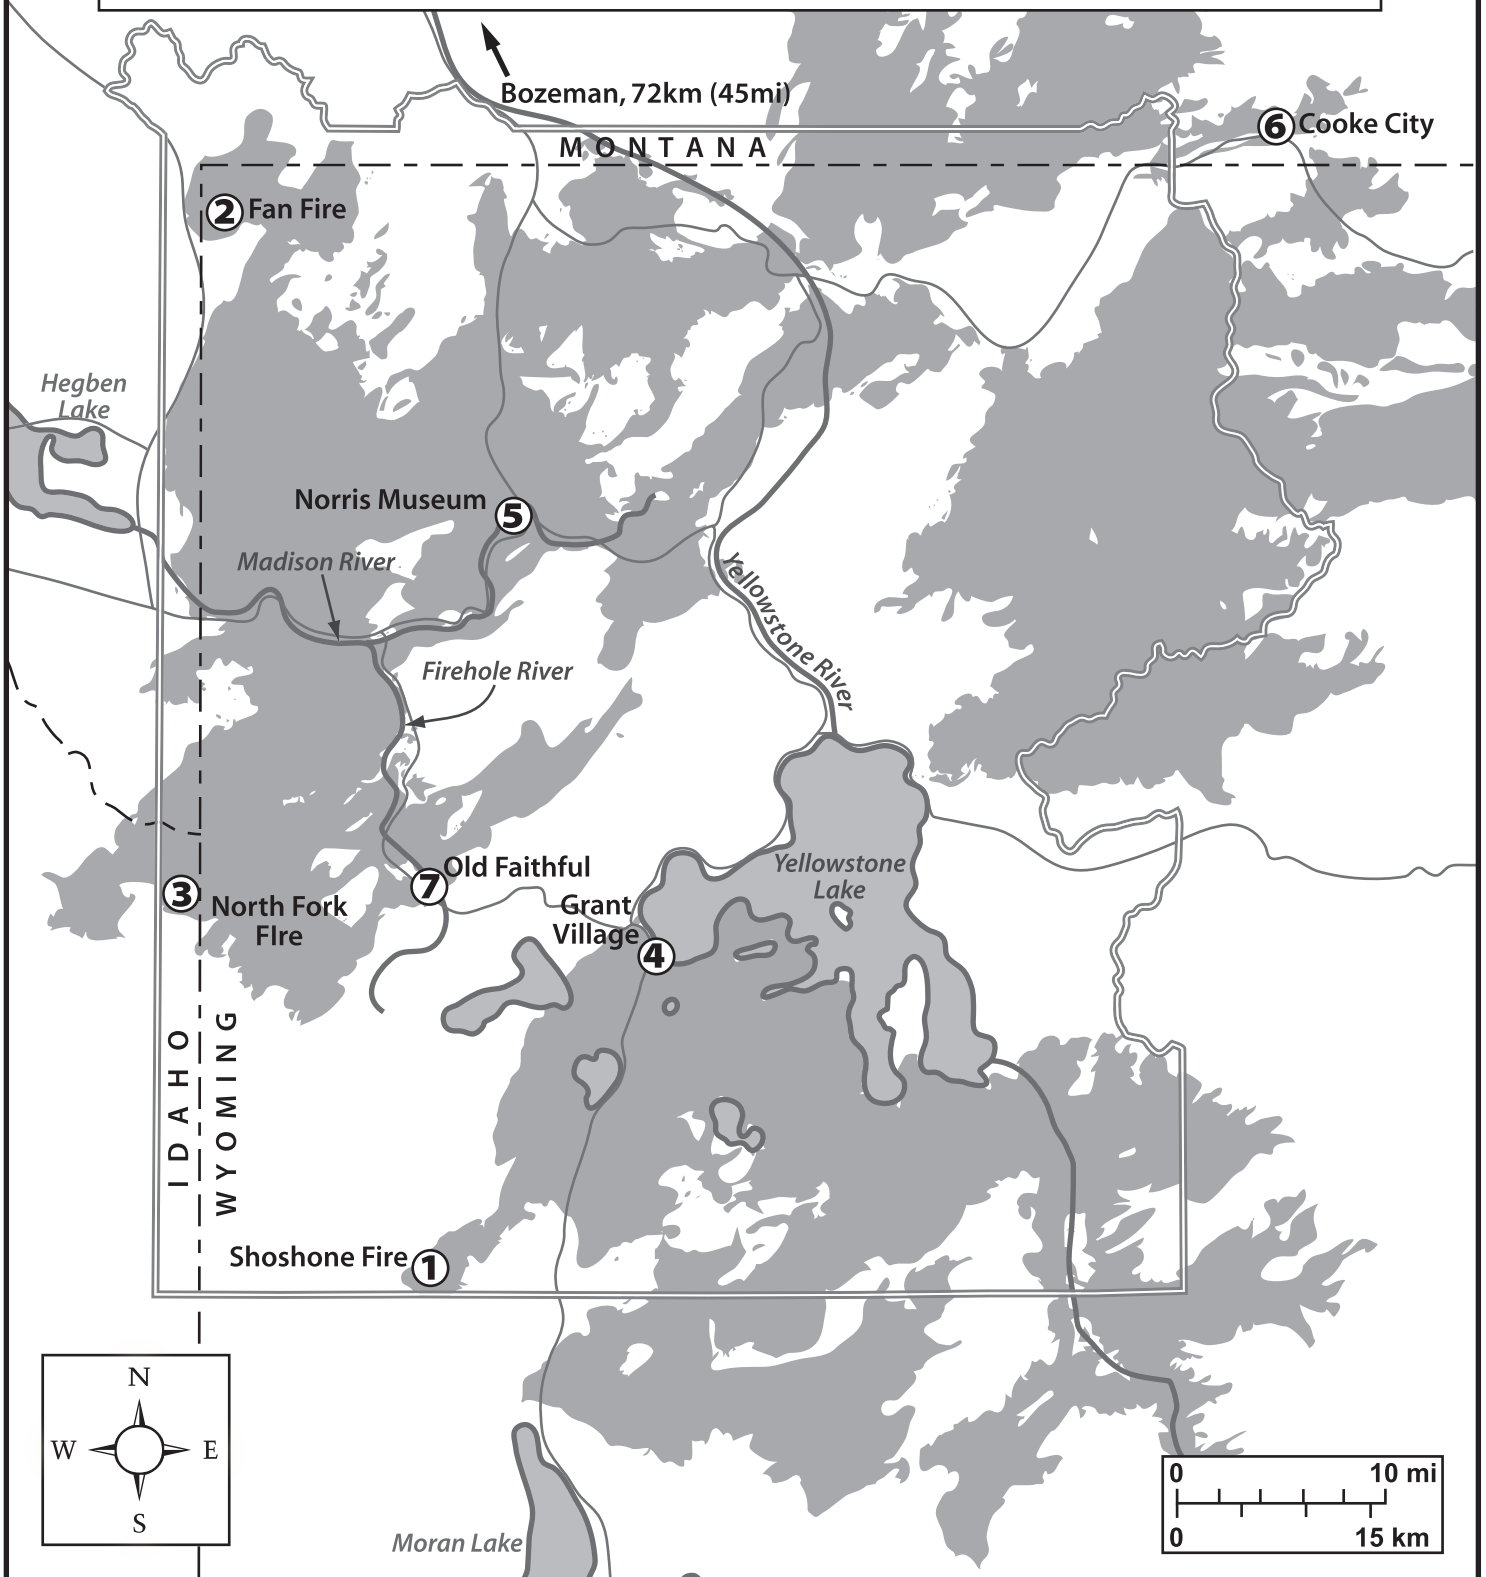 Bozeman, 72km (45mi)
MONTANA
6 Cooke City
2 Fan Fire
Hegben
Lake
Norris Museum 5
Madison River
Yellowstone River
Firehole River
Old Faithful
7
Yellowstone
Lake
3 North Fork
FIre
Grant
Village
4
IDAHO
WYOMING
Shoshone Fire 1
N
W E
S
0 10 mi
0 15 km
Moran Lake